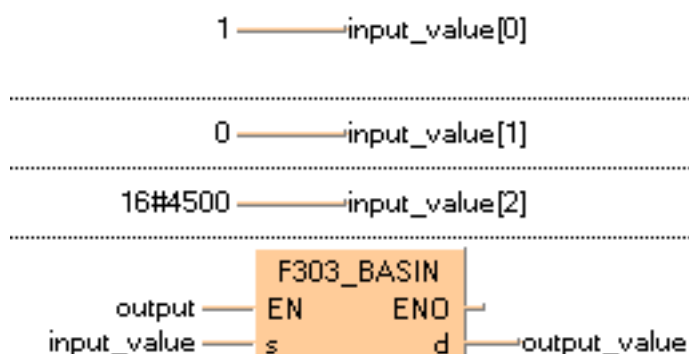 1 input_value[0]
0 input_value[1]
16#4500 input_value[2]
F303_BASIN
output EN ENO
input_value s d output_value